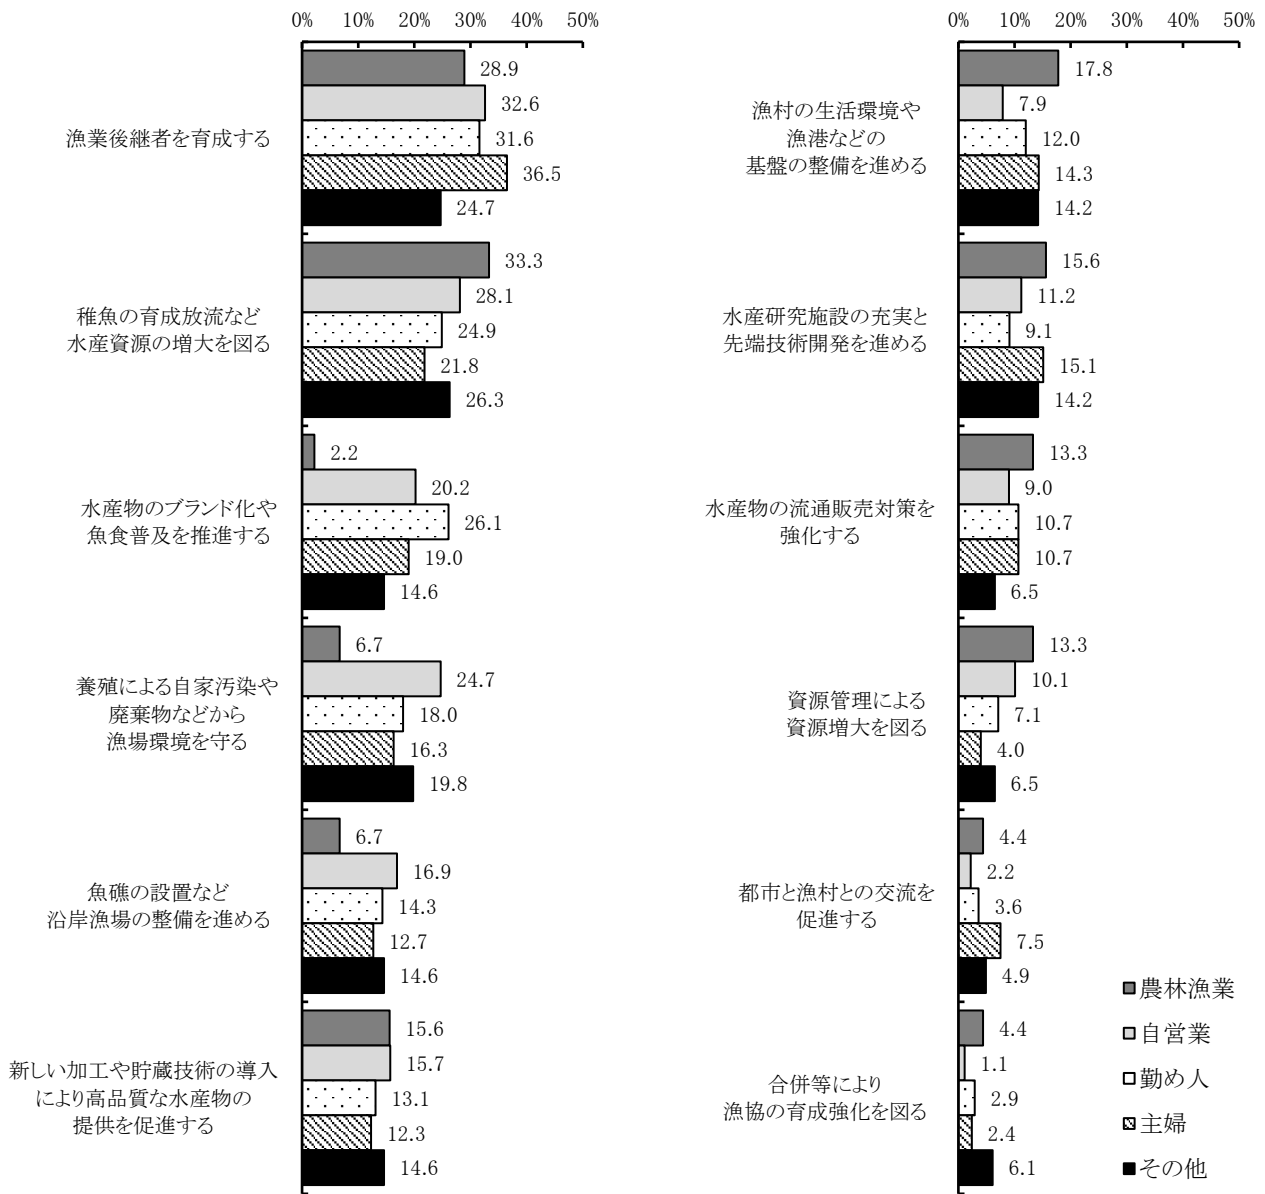 0% 10% 20% 30% 40% 50%
漁業後継者を育成する
28.9
32.6
31.6
36.5
24.7
稚魚の育成放流など
水産資源の増大を図る
33.3
28.1
24.9
21.8
26.3
水産物のブランド化や
魚食普及を推進する
2.2
20.2
26.1
19.0
14.6
養殖による自家汚染や
廃棄物などから
漁場環境を守る
6.7
24.7
18.0
16.3
19.8
魚礁の設置など
沿岸漁場の整備を進める
6.7
16.9
14.3
12.7
14.6
新しい加工や貯蔵技術の導入
により高品質な水産物の
提供を促進する
15.6
15.7
13.1
12.3
14.6
0% 10% 20% 30% 40% 50%
漁村の生活環境や
漁港などの
基盤の整備を進める
17.8
7.9
12.0
14.3
14.2
水産研究施設の充実と
先端技術開発を進める
15.6
11.2
9.1
15.1
14.2
水産物の流通販売対策を
強化する
13.3
9.0
10.7
10.7
6.5
資源管理による
資源増大を図る
13.3
10.1
7.1
4.0
6.5
都市と漁村との交流を
促進する
4.4
2.2
3.6
7.5
4.9
合併等により
漁協の育成強化を図る
4.4
1.1
2.9
2.4
6.1
農林漁業
自営業
勤め人
主婦
その他